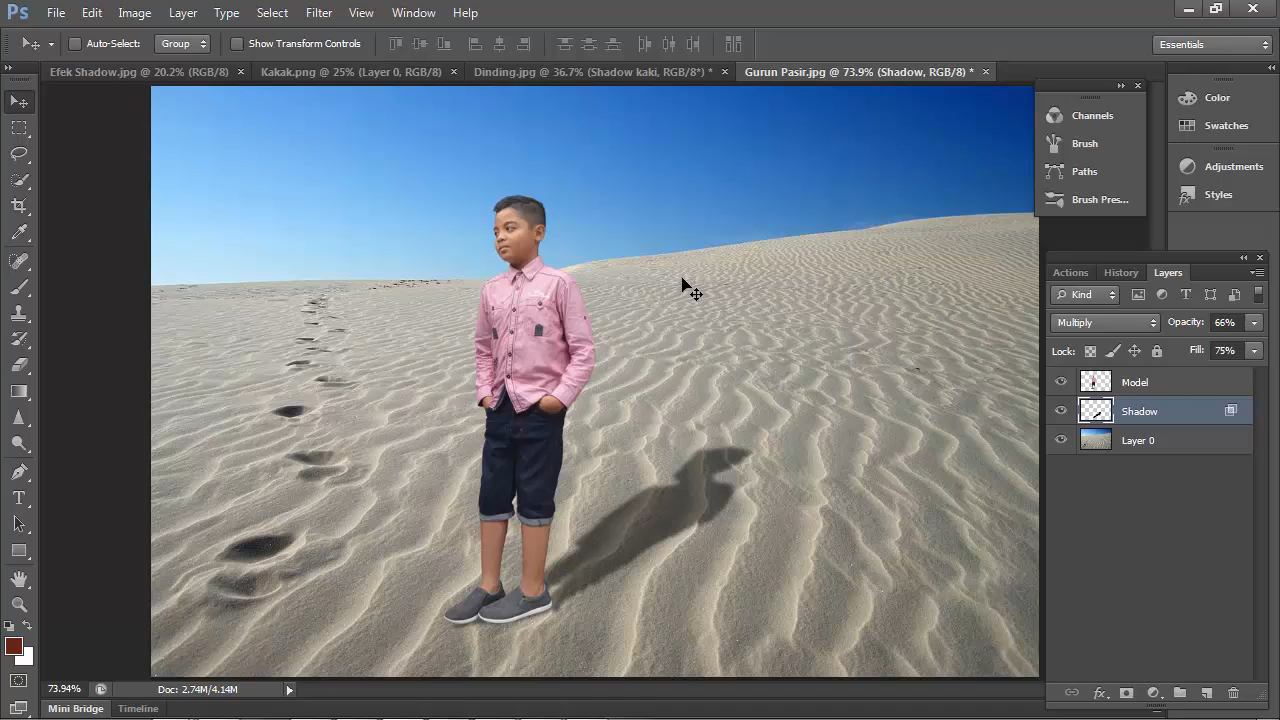 Ps File Edit Image Layer Type Select Filter View Window Help
Auto-Select: Group Show Transform Controls Essentials
Efek Shadow.jpg @ 20.2% (RGB/8) × Kakak.png @ 25% (Layer 0, RGB/8) × Dinding.jpg @ 36.7% (Shadow kaki, RGB/8*) * × Gurun Pasir.jpg @ 73.9% (Shadow, RGB/8) * ×
Channels
Brush
Paths
Brush Pres...
Color
Swatches
Adjustments
Styles
Actions History Layers
Kind
Multiply Opacity: 66%
Lock: Fill: 75%
Model
Shadow
Layer 0
fx
73.94% Doc: 2.74M/4.14M
Mini Bridge Timeline